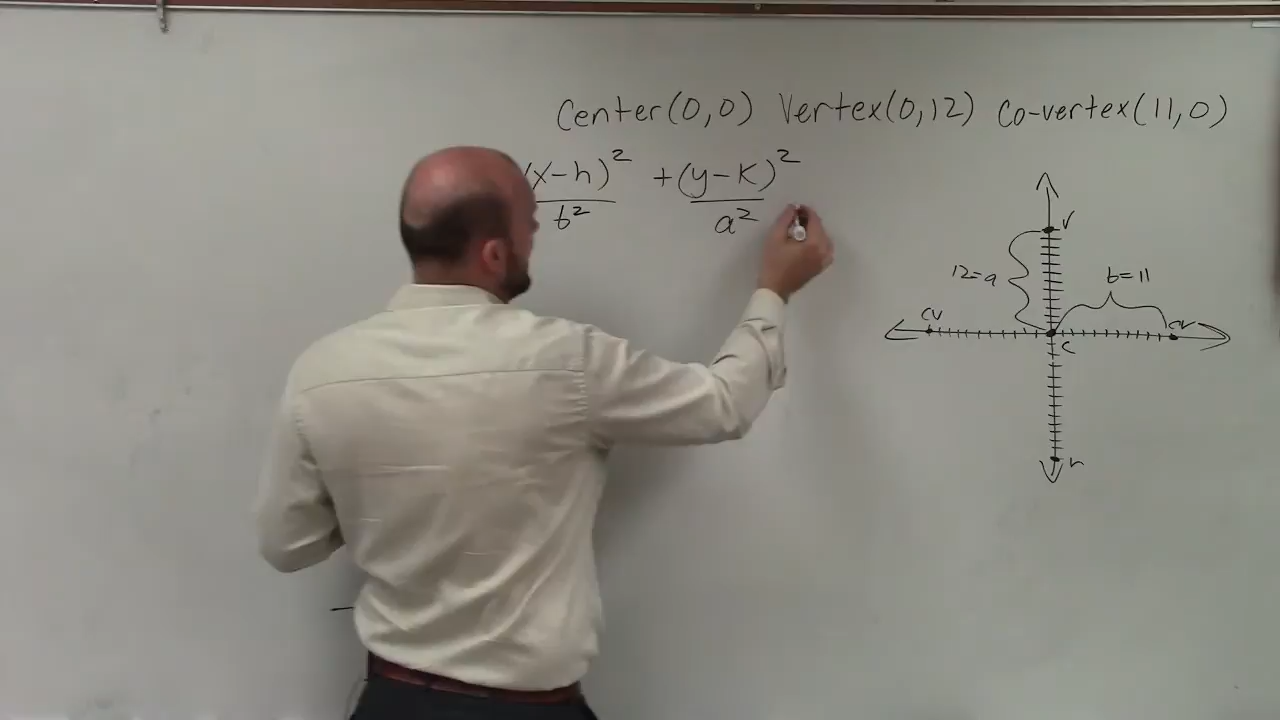 Center(0,0) Vertex(0,12) Co-vertex(11,0)
(x-h)² + (y-k)²
b² a²
v
12=a b=11
cv cv
c